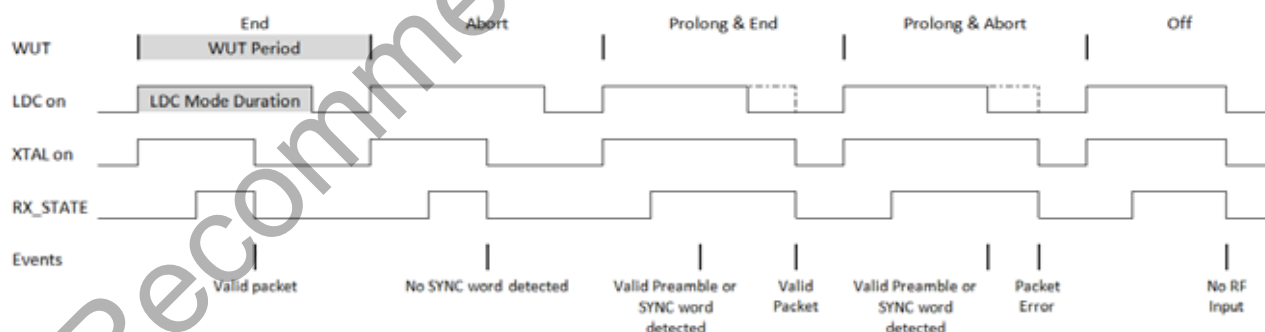 End Abort Prolong & End Prolong & Abort Off
WUT WUT Period
LDC on LDC Mode Duration
XTAL on
RX_STATE
Events
Valid packet No SYNC word detected Valid Preamble or Valid Valid Preamble or Packet No RF
SYNC word Packet SYNC word Error Input
detected detected
Recomme